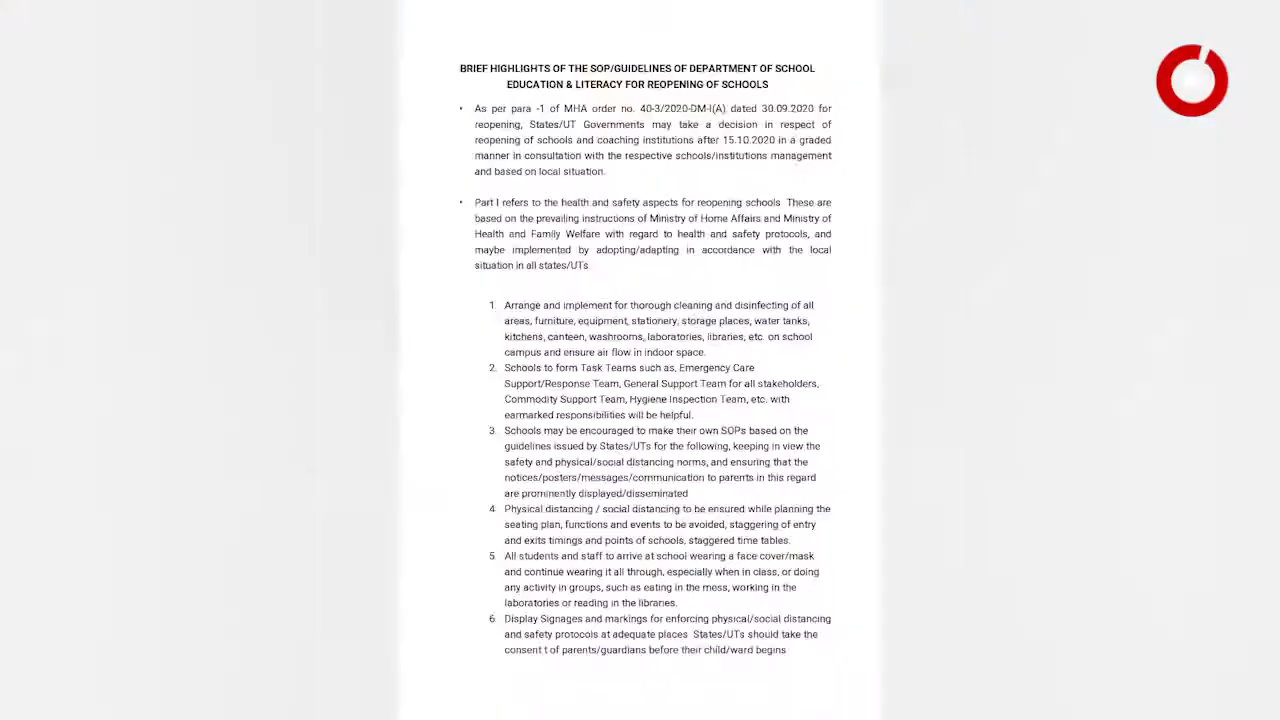 BRIEF HIGHLIGHTS OF THE SOP/GUIDELINES OF DEPARTMENT OF SCHOOL
EDUCATION & LITERACY FOR REOPENING OF SCHOOLS
• As per para -1 of MHA order no. 40-3/2020-DM-I(A) dated 30.09.2020 for
reopening, States/UT Governments may take a decision in respect of
reopening of schools and coaching institutions after 15.10.2020 in a graded
manner in consultation with the respective schools/institutions management
and based on local situation.
• Part I refers to the health and safety aspects for reopening schools These are
based on the prevailing instructions of Ministry of Home Affairs and Ministry of
Health and Family Welfare with regard to health and safety protocols, and
maybe implemented by adopting/adapting in accordance with the local
situation in all states/UTs
1. Arrange and implement for thorough cleaning and disinfecting of all
areas, furniture, equipment, stationery, storage places, water tanks,
kitchens, canteen, washrooms, laboratories, libraries, etc. on school
campus and ensure air flow in indoor space.
2. Schools to form Task Teams such as, Emergency Care
Support/Response Team, General Support Team for all stakeholders,
Commodity Support Team, Hygiene Inspection Team, etc. with
earmarked responsibilities will be helpful.
3. Schools may be encouraged to make their own SOPs based on the
guidelines issued by States/UTs for the following, keeping in view the
safety and physical/social distancing norms, and ensuring that the
notices/posters/messages/communication to parents in this regard
are prominently displayed/disseminated
4. Physical distancing / social distancing to be ensured while planning the
seating plan, functions and events to be avoided, staggering of entry
and exits timings and points of schools, staggered time tables.
5. All students and staff to arrive at school wearing a face cover/mask
and continue wearing it all through, especially when in class, or doing
any activity in groups, such as eating in the mess, working in the
laboratories or reading in the libraries.
6. Display Signages and markings for enforcing physical/social distancing
and safety protocols at adequate places States/UTs should take the
consent t of parents/guardians before their child/ward begins